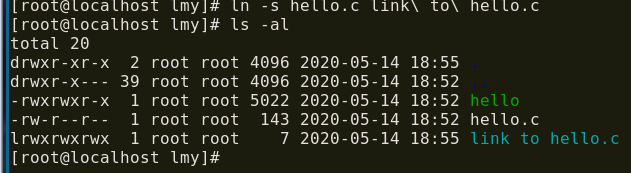 [root@localhost lmy]# ln -s hello.c link\ to\ hello.c
[root@localhost lmy]# ls -al
total 20
drwxr-xr-x  2 root root 4096 2020-05-14 18:55 .
drwxr-x--- 39 root root 4096 2020-05-14 18:52 ..
-rwxrwxr-x  1 root root 5022 2020-05-14 18:52 hello
-rw-r--r--  1 root root  143 2020-05-14 18:52 hello.c
lrwxrwxrwx  1 root root    7 2020-05-14 18:55 link to hello.c
[root@localhost lmy]#